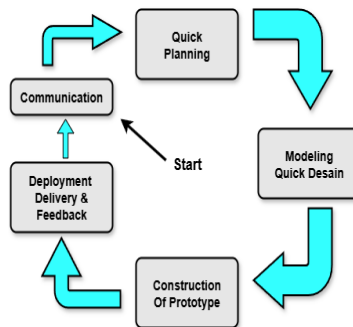 Quick
Planning
Communication
Start
Modeling
Quick Desain
Deployment
Delivery &
Feedback
Construction
Of Prototype